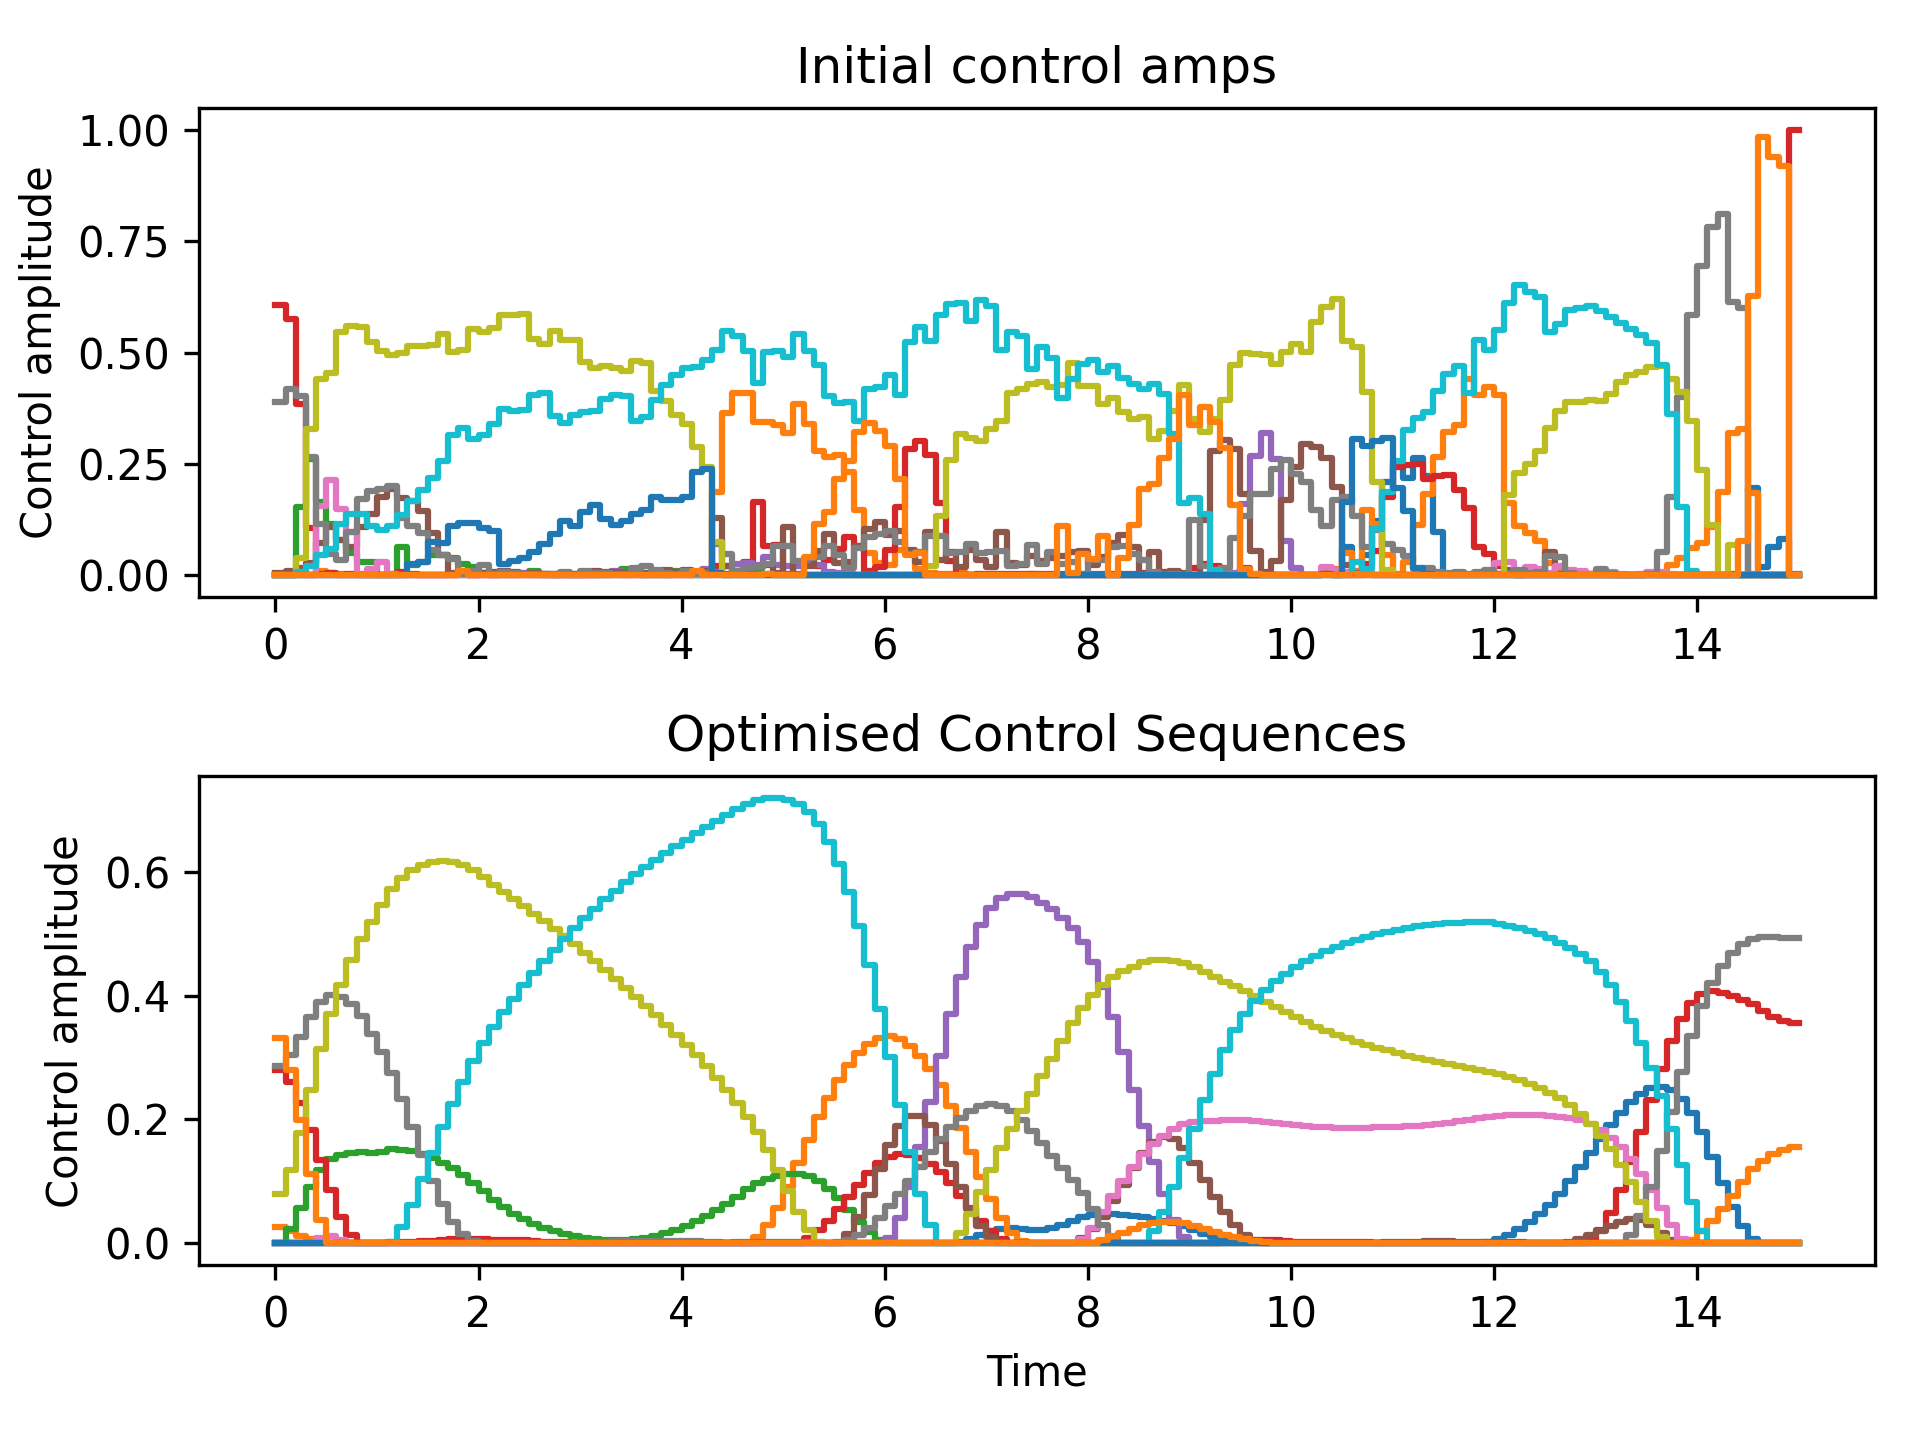 Initial control amps
Control amplitude
1.00
0.75
0.50
0.25
0.00
0 2 4 6 8 10 12 14
Optimised Control Sequences
Control amplitude
0.6
0.4
0.2
0.0
0 2 4 6 8 10 12 14
Time